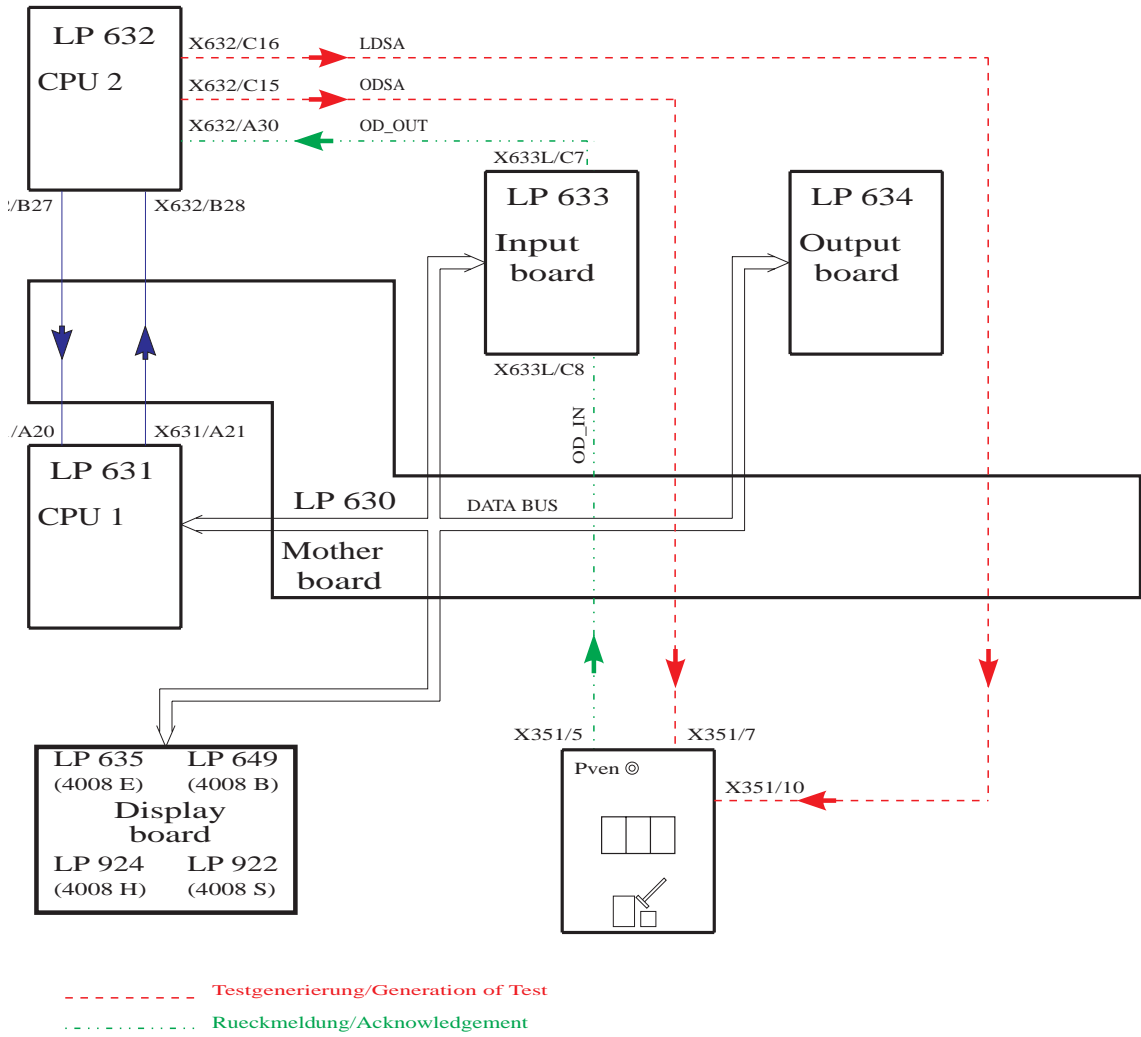 LP 632
CPU 2
X632/C16
LDSA
X632/C15
ODSA
X632/A30
OD_OUT
X633L/C7
/B27
X632/B28
LP 633
Input
board
LP 634
Output
board
X633L/C8
OD_IN
/A20
X631/A21
LP 631
CPU 1
LP 630
DATA BUS
Mother
board
X351/5
X351/7
LP 635
LP 649
(4008 E)
(4008 B)
Display
board
LP 924
LP 922
(4008 H)
(4008 S)
Pven
X351/10
Testgenerierung/Generation of Test
Rueckmeldung/Acknowledgement